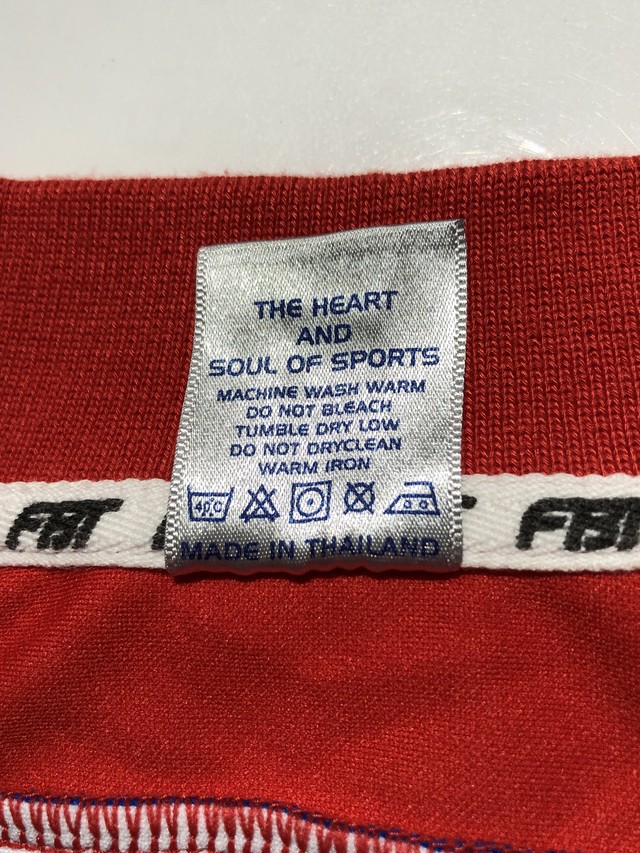 THE HEART
AND
SOUL OF SPORTS
MACHINE WASH WARM
DO NOT BLEACH
TUMBLE DRY LOW
DO NOT DRYCLEAN
WARM IRON
40°C
MADE IN THAILAND
FBT
FBT